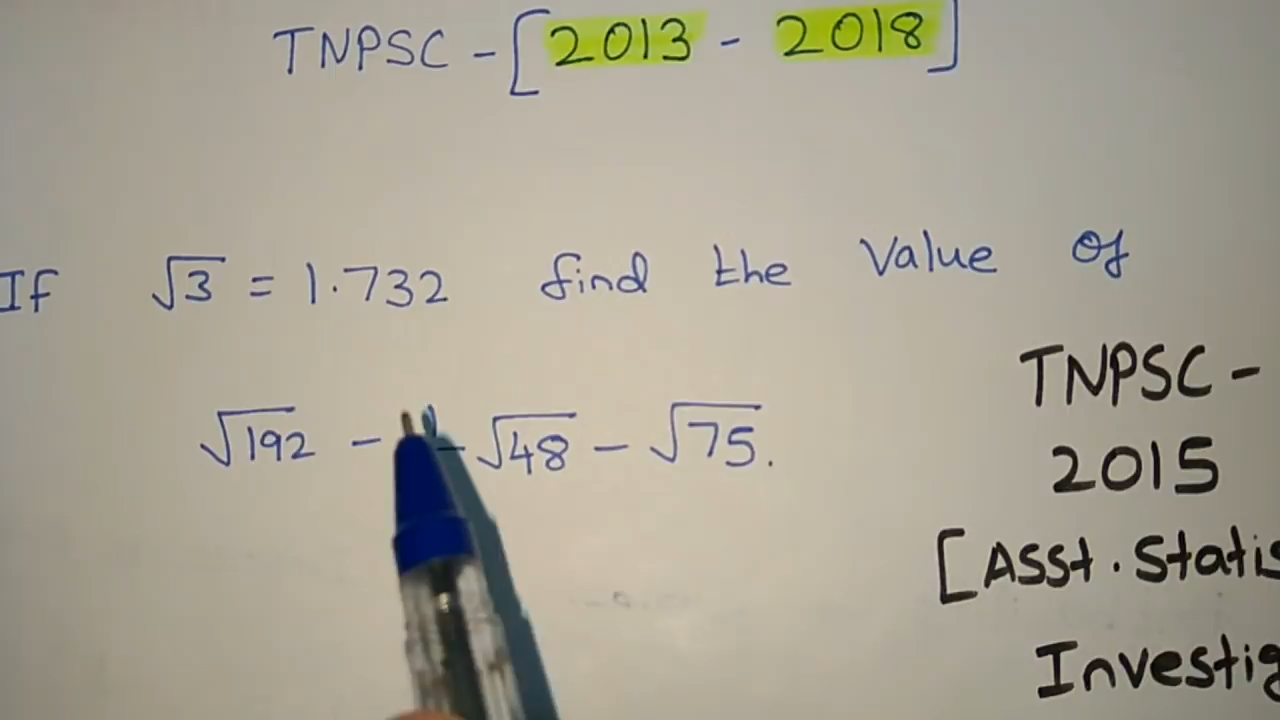 TNPSC - [2013 - 2018]
If √3 = 1.732 find the Value of
√192 - √48 - √75.
TNPSC -
2015
[Asst. Statis
Investig